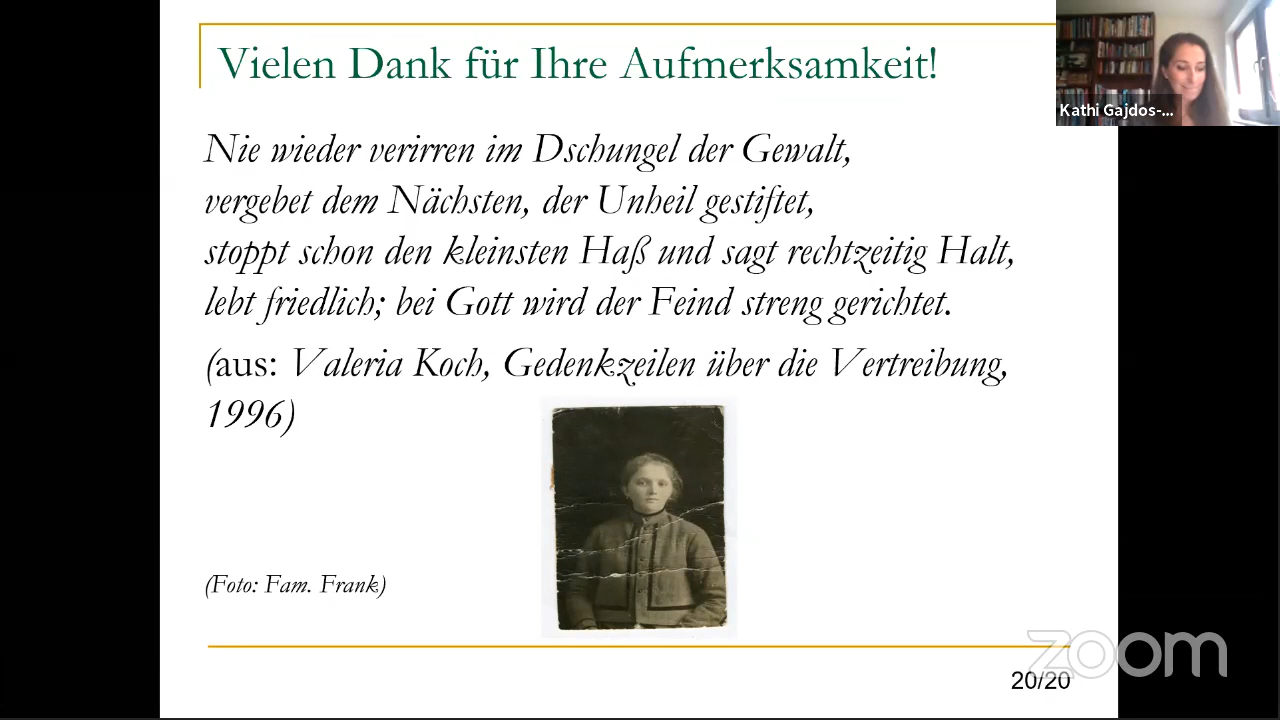 Vielen Dank für Ihre Aufmerksamkeit!
Kathi Gajdos-...
Nie wieder verirren im Dschungel der Gewalt,
vergebet dem Nächsten, der Unheil gestiftet,
stoppt schon den kleinsten Haß und sagt rechtzeitig Halt,
lebt friedlich; bei Gott wird der Feind streng gerichtet.
(aus: Valeria Koch, Gedenkzeilen über die Vertreibung,
1996)
(Foto: Fam. Frank)
zoom
20/20